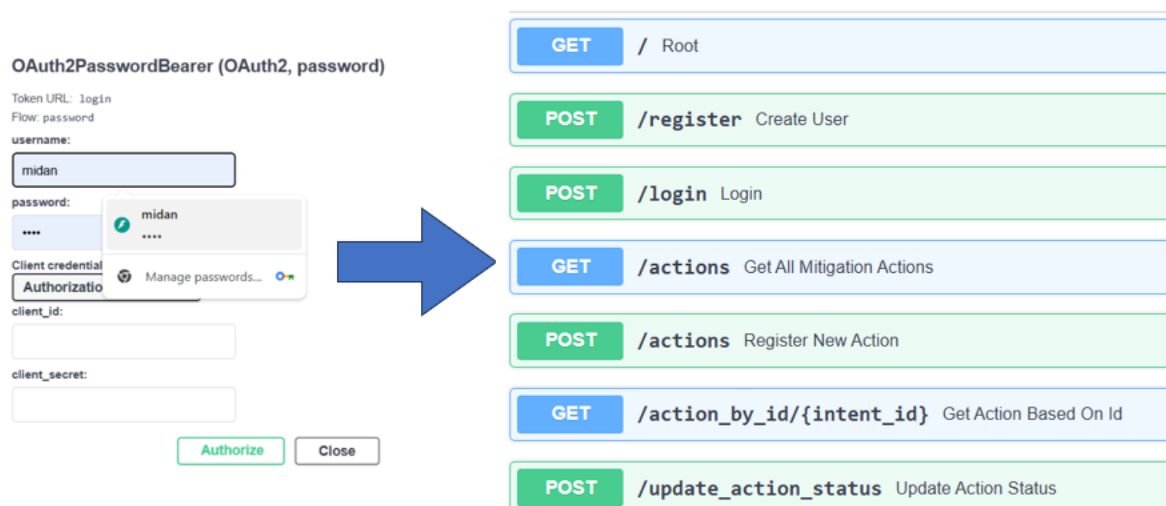 OAuth2PasswordBearer (OAuth2, password)
Token URL: login
Flow: password
username:
midan
password:
••••
midan
••••
Manage passwords...
Client credential
Authorizatio
client_id:
client_secret:
Authorize
Close
GET / Root
POST /register Create User
POST /login Login
GET /actions Get All Mitigation Actions
POST /actions Register New Action
GET /action_by_id/{intent_id} Get Action Based On Id
POST /update_action_status Update Action Status